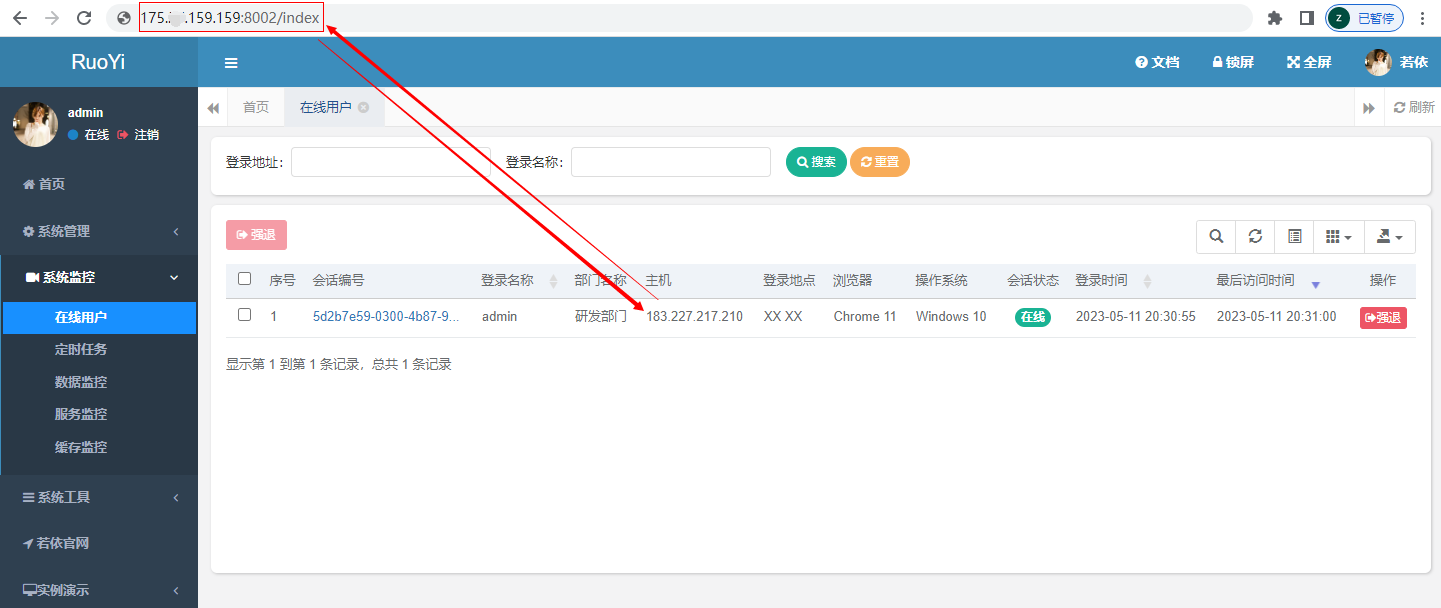 175. .159.159:8002/index
Z 已暂停
RuoYi
文档 锁屏 全屏 若依
admin
在线 注销
首页 在线用户 刷新
登录地址： 登录名称： 搜索 重置
首页
系统管理
系统监控
在线用户
定时任务
数据监控
服务监控
缓存监控
系统工具
若依官网
实例演示
强退
序号 会话编号 登录名称 部门名称 主机 登录地点 浏览器 操作系统 会话状态 登录时间 最后访问时间 操作
1 5d2b7e59-0300-4b87-9... admin 研发部门 183.227.217.210 XX XX Chrome 11 Windows 10 在线 2023-05-11 20:30:55 2023-05-11 20:31:00 强退
显示第 1 到第 1 条记录，总共 1 条记录